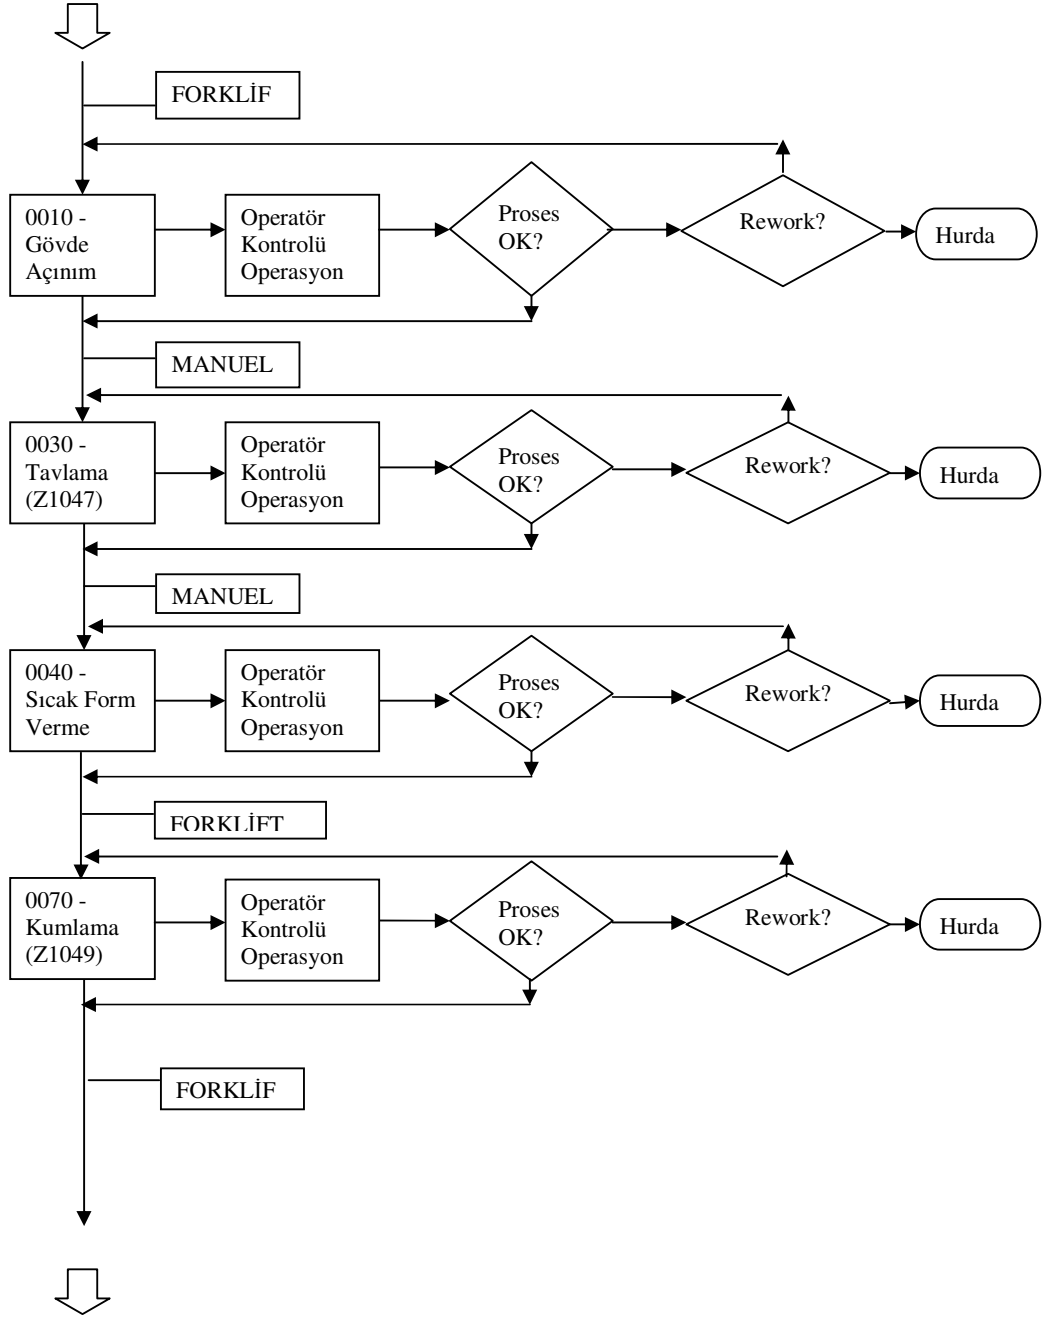 FORKLİF
0010 -
Gövde
Açınım
Operatör
Kontrolü
Operasyon
Proses
OK?
Rework?
Hurda
MANUEL
0030 -
Tavlama
(Z1047)
Operatör
Kontrolü
Operasyon
Proses
OK?
Rework?
Hurda
MANUEL
0040 -
Sıcak Form
Verme
Operatör
Kontrolü
Operasyon
Proses
OK?
Rework?
Hurda
FORKLİFT
0070 -
Kumlama
(Z1049)
Operatör
Kontrolü
Operasyon
Proses
OK?
Rework?
Hurda
FORKLİF